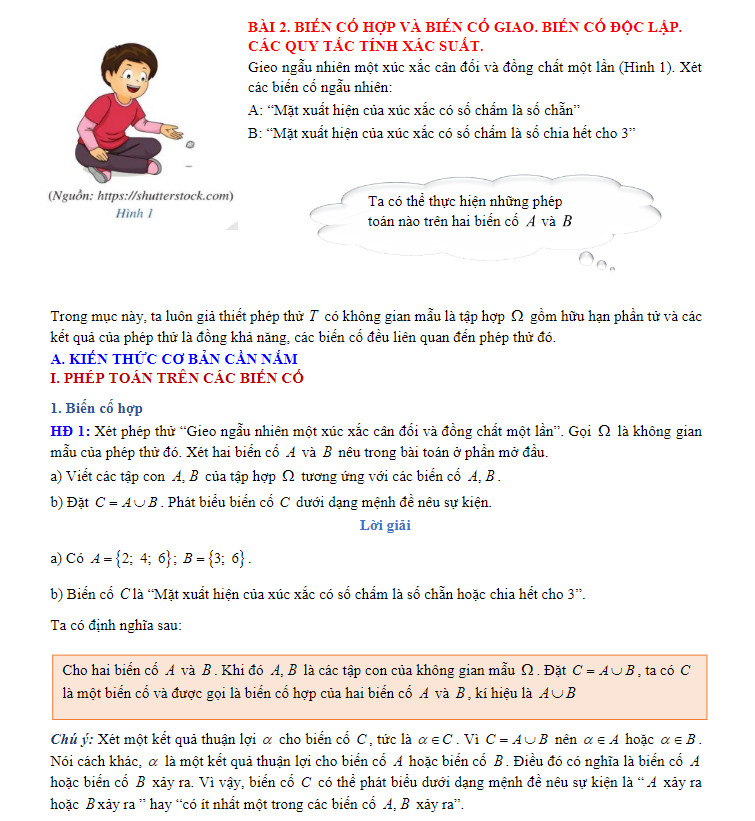 BÀI 2. BIẾN CỐ HỢP VÀ BIẾN CỐ GIAO. BIẾN CỐ ĐỘC LẬP.
CÁC QUY TẮC TÍNH XÁC SUẤT.
Gieo ngẫu nhiên một xúc xắc cân đối và đồng chất một lần (Hình 1). Xét
các biến cố ngẫu nhiên:
A: “Mặt xuất hiện của xúc xắc có số chấm là số chẵn”
B: “Mặt xuất hiện của xúc xắc có số chấm là số chia hết cho 3”
(Nguồn: https://shutterstock.com)
Hình 1
Ta có thể thực hiện những phép
toán nào trên hai biến cố A và B
Trong mục này, ta luôn giả thiết phép thử T có không gian mẫu là tập hợp Ω gồm hữu hạn phần tử và các
kết quả của phép thử là đồng khả năng, các biến cố đều liên quan đến phép thử đó.
A. KIẾN THỨC CƠ BẢN CẦN NẮM
I. PHÉP TOÁN TRÊN CÁC BIẾN CỐ
1. Biến cố hợp
HĐ 1: Xét phép thử “Gieo ngẫu nhiên một xúc xắc cân đối và đồng chất một lần”. Gọi Ω là không gian
mẫu của phép thử đó. Xét hai biến cố A và B nêu trong bài toán ở phần mở đầu.
a) Viết các tập con A, B của tập hợp Ω tương ứng với các biến cố A, B.
b) Đặt C = A∪B. Phát biểu biến cố C dưới dạng mệnh đề nêu sự kiện.
Lời giải
a) Có A = {2; 4; 6}; B = {3; 6}.
b) Biến cố C là “Mặt xuất hiện của xúc xắc có số chấm là số chẵn hoặc chia hết cho 3”.
Ta có định nghĩa sau:
Cho hai biến cố A và B. Khi đó A, B là các tập con của không gian mẫu Ω. Đặt C = A∪B, ta có C
là một biến cố và được gọi là biến cố hợp của hai biến cố A và B, kí hiệu là A∪B
Chú ý: Xét một kết quả thuận lợi α cho biến cố C, tức là α∈C. Vì C = A∪B nên α∈A hoặc α∈B.
Nói cách khác, α là một kết quả thuận lợi cho biến cố A hoặc biến cố B. Điều đó có nghĩa là biến cố A
hoặc biến cố B xảy ra. Vì vậy, biến cố C có thể phát biểu dưới dạng mệnh đề nêu sự kiện là “A xảy ra
hoặc B xảy ra” hay “có ít nhất một trong các biến cố A, B xảy ra”.